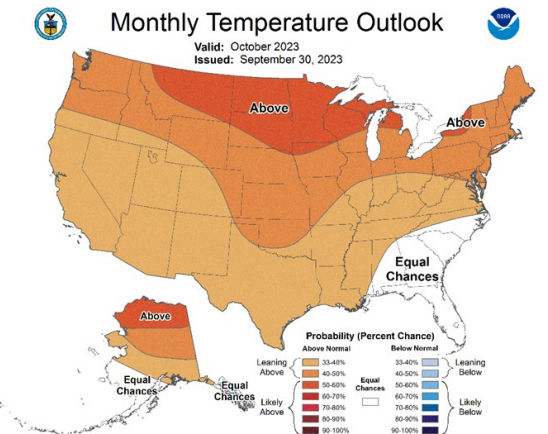 Monthly Temperature Outlook
NOAA
Valid: October 2023
Issued: September 30, 2023
Above
Above
Equal
Chances
Above
Equal
Chances
Equal
Chances
Probability (Percent Chance)
Above Normal
Below Normal
Leaning
Above
33-40%
40-50%
Likely
Above
50-60%
60-70%
70-80%
80-90%
90-100%
Equal
Chances
33-40%
40-50%
Leaning
Below
50-60%
60-70%
70-80%
80-90%
90-100%
Likely
Below